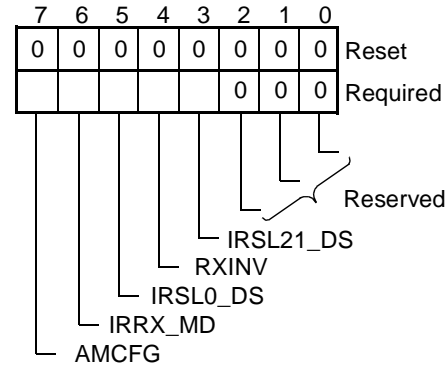 7 6 5 4 3 2 1 0
0 0 0 0 0 0 0 0 Reset
0 0 0 Required
Reserved
IRSL21_DS
RXINV
IRSL0_DS
IRRX_MD
AMCFG